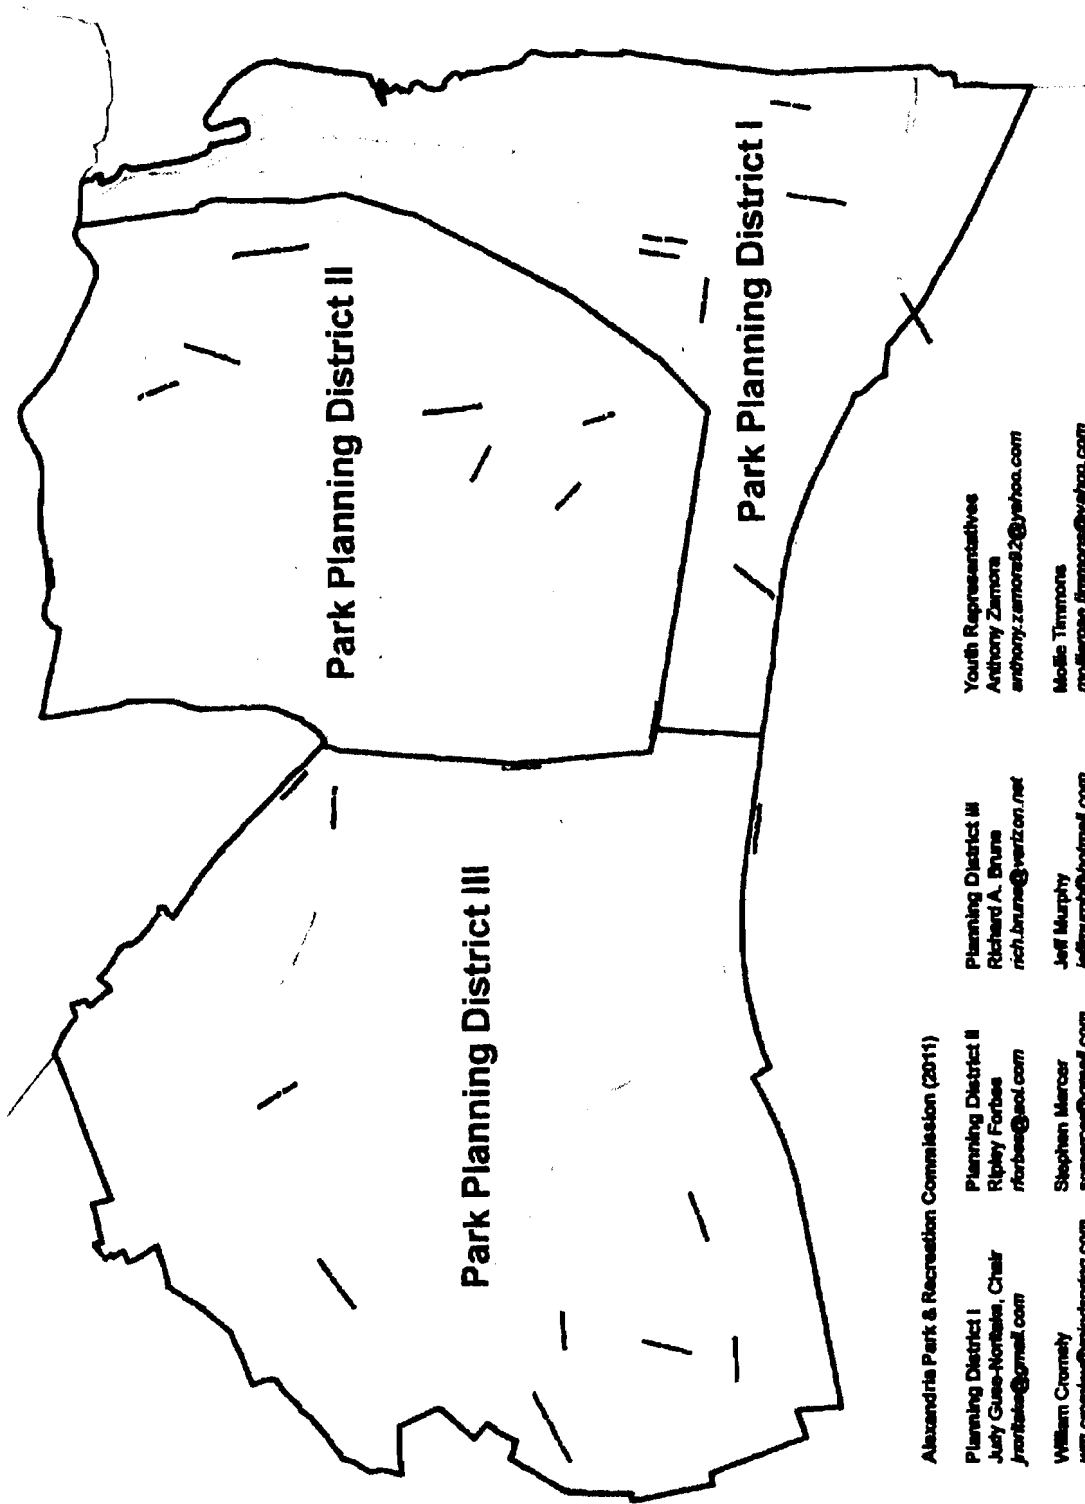 Park Planning District II
Park Planning District I
Park Planning District III
Alexandria Park & Recreation Commission (2011)
Planning District I
Judy Guse-Noritake, Chair
jnoritake@gmail.com
William Cromely
Planning District II
Ripley Forbes
rforbes@aol.com
Stephen Mercer
Planning District III
Richard A. Brune
rich.brune@verizon.net
Jeff Murphy
Youth Representatives
Anthony Zamora
anthony.zamora92@yahoo.com
Mollie Timmons